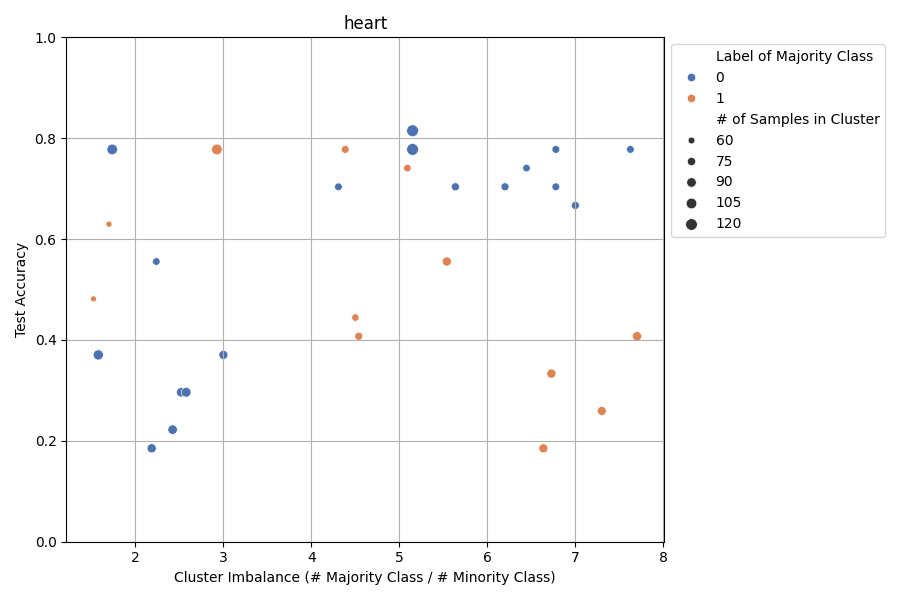 heart
1.0
0.8
0.6
0.4
0.2
0.0
Test Accuracy
2 3 4 5 6 7 8
Cluster Imbalance (# Majority Class / # Minority Class)
Label of Majority Class
0
1
# of Samples in Cluster
60
75
90
105
120